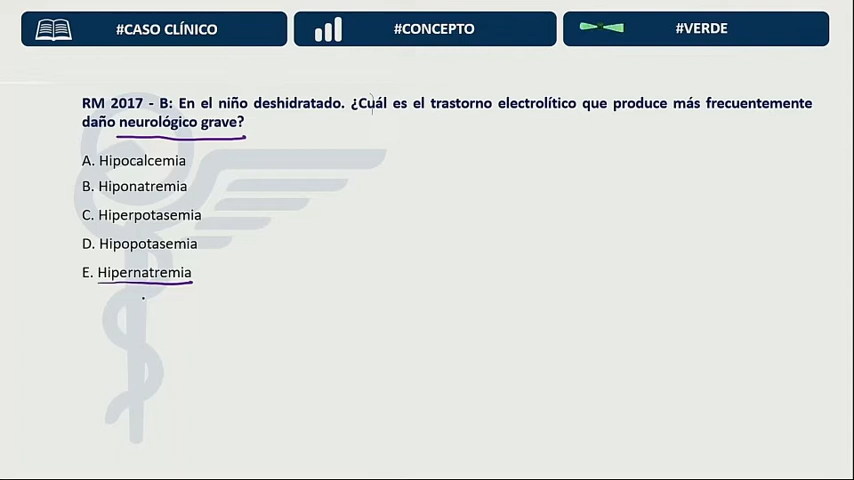 #CASO CLÍNICO
#CONCEPTO
#VERDE
RM 2017 - B: En el niño deshidratado. ¿Cuál es el trastorno electrolítico que produce más frecuentemente
daño neurológico grave?
A. Hipocalcemia
B. Hiponatremia
C. Hiperpotasemia
D. Hipopotasemia
E. Hipernatremia